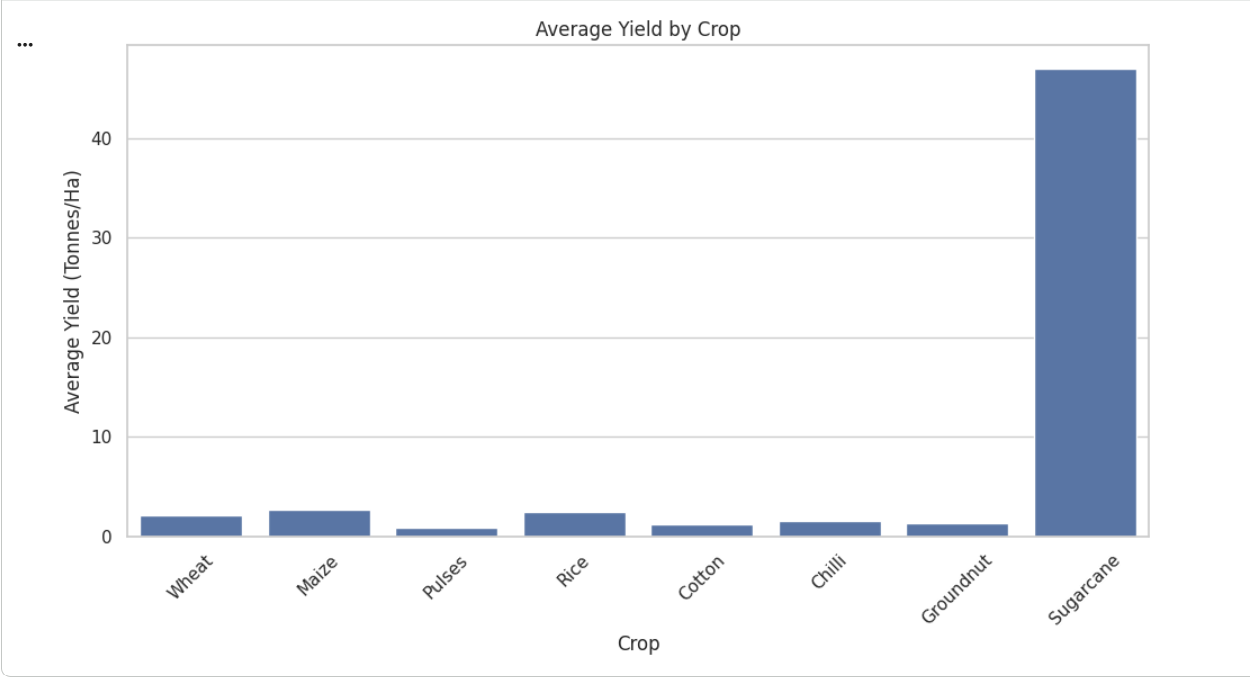 Average Yield by Crop
...
Average Yield (Tonnes/Ha)
40
30
20
10
0
Wheat
Maize
Pulses
Rice
Cotton
Chilli
Groundnut
Sugarcane
Crop